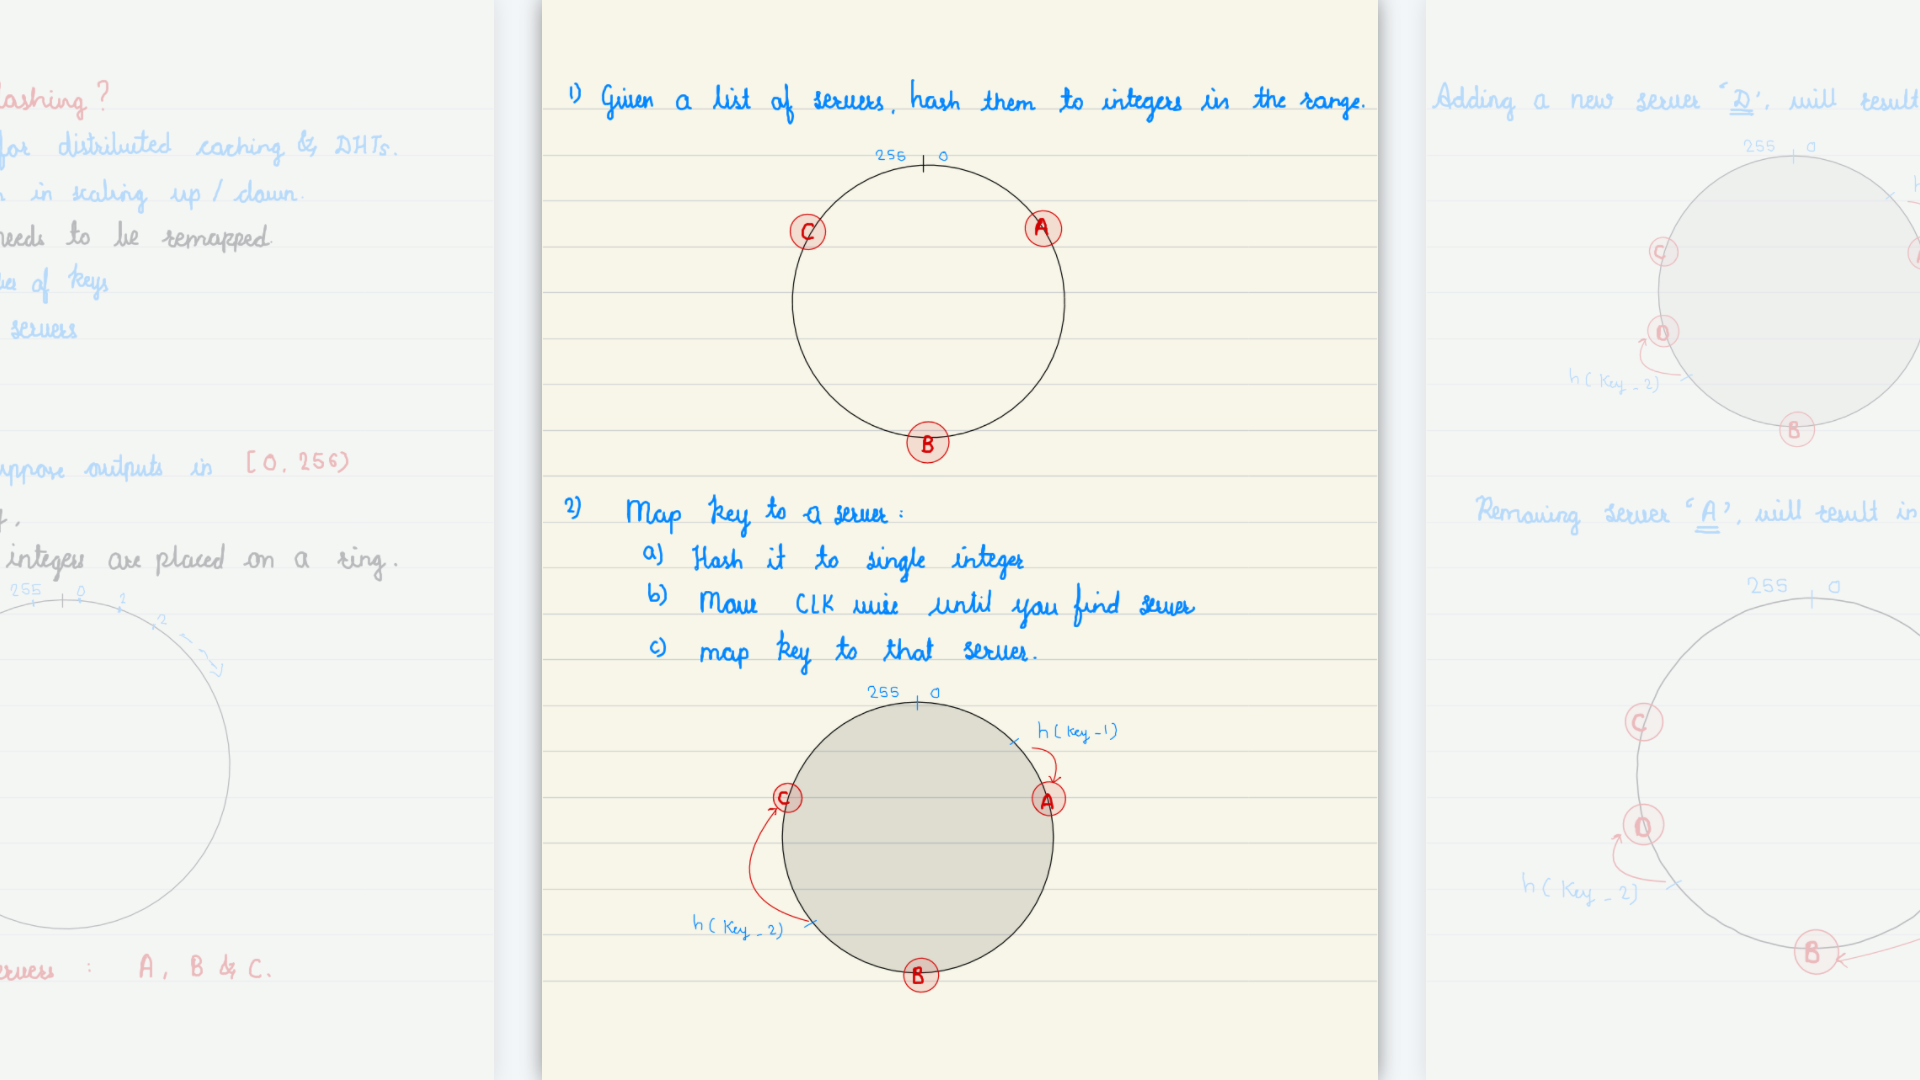 lashing?
for distributed caching & DHTs.
in scaling up / down.
needs to be remapped
of keys
servers
suppose outputs in [0, 256)
integers are placed on a ring.
255 0 1 2
servers : A, B & C.
1) Given a list of servers, hash them to integers in the range.
256 0
C A
B
2) Map key to a server :
a) Hash it to single integer
b) Move CLK wise until you find server
c) map key to that server.
255 0
h(Key-1)
C A
h(Key-2)
B
Adding a new server 'D', will result
255 0
C
D
h(Key-2)
B
Removing server 'A', will result in
255 0
C
D
h(Key-2)
B